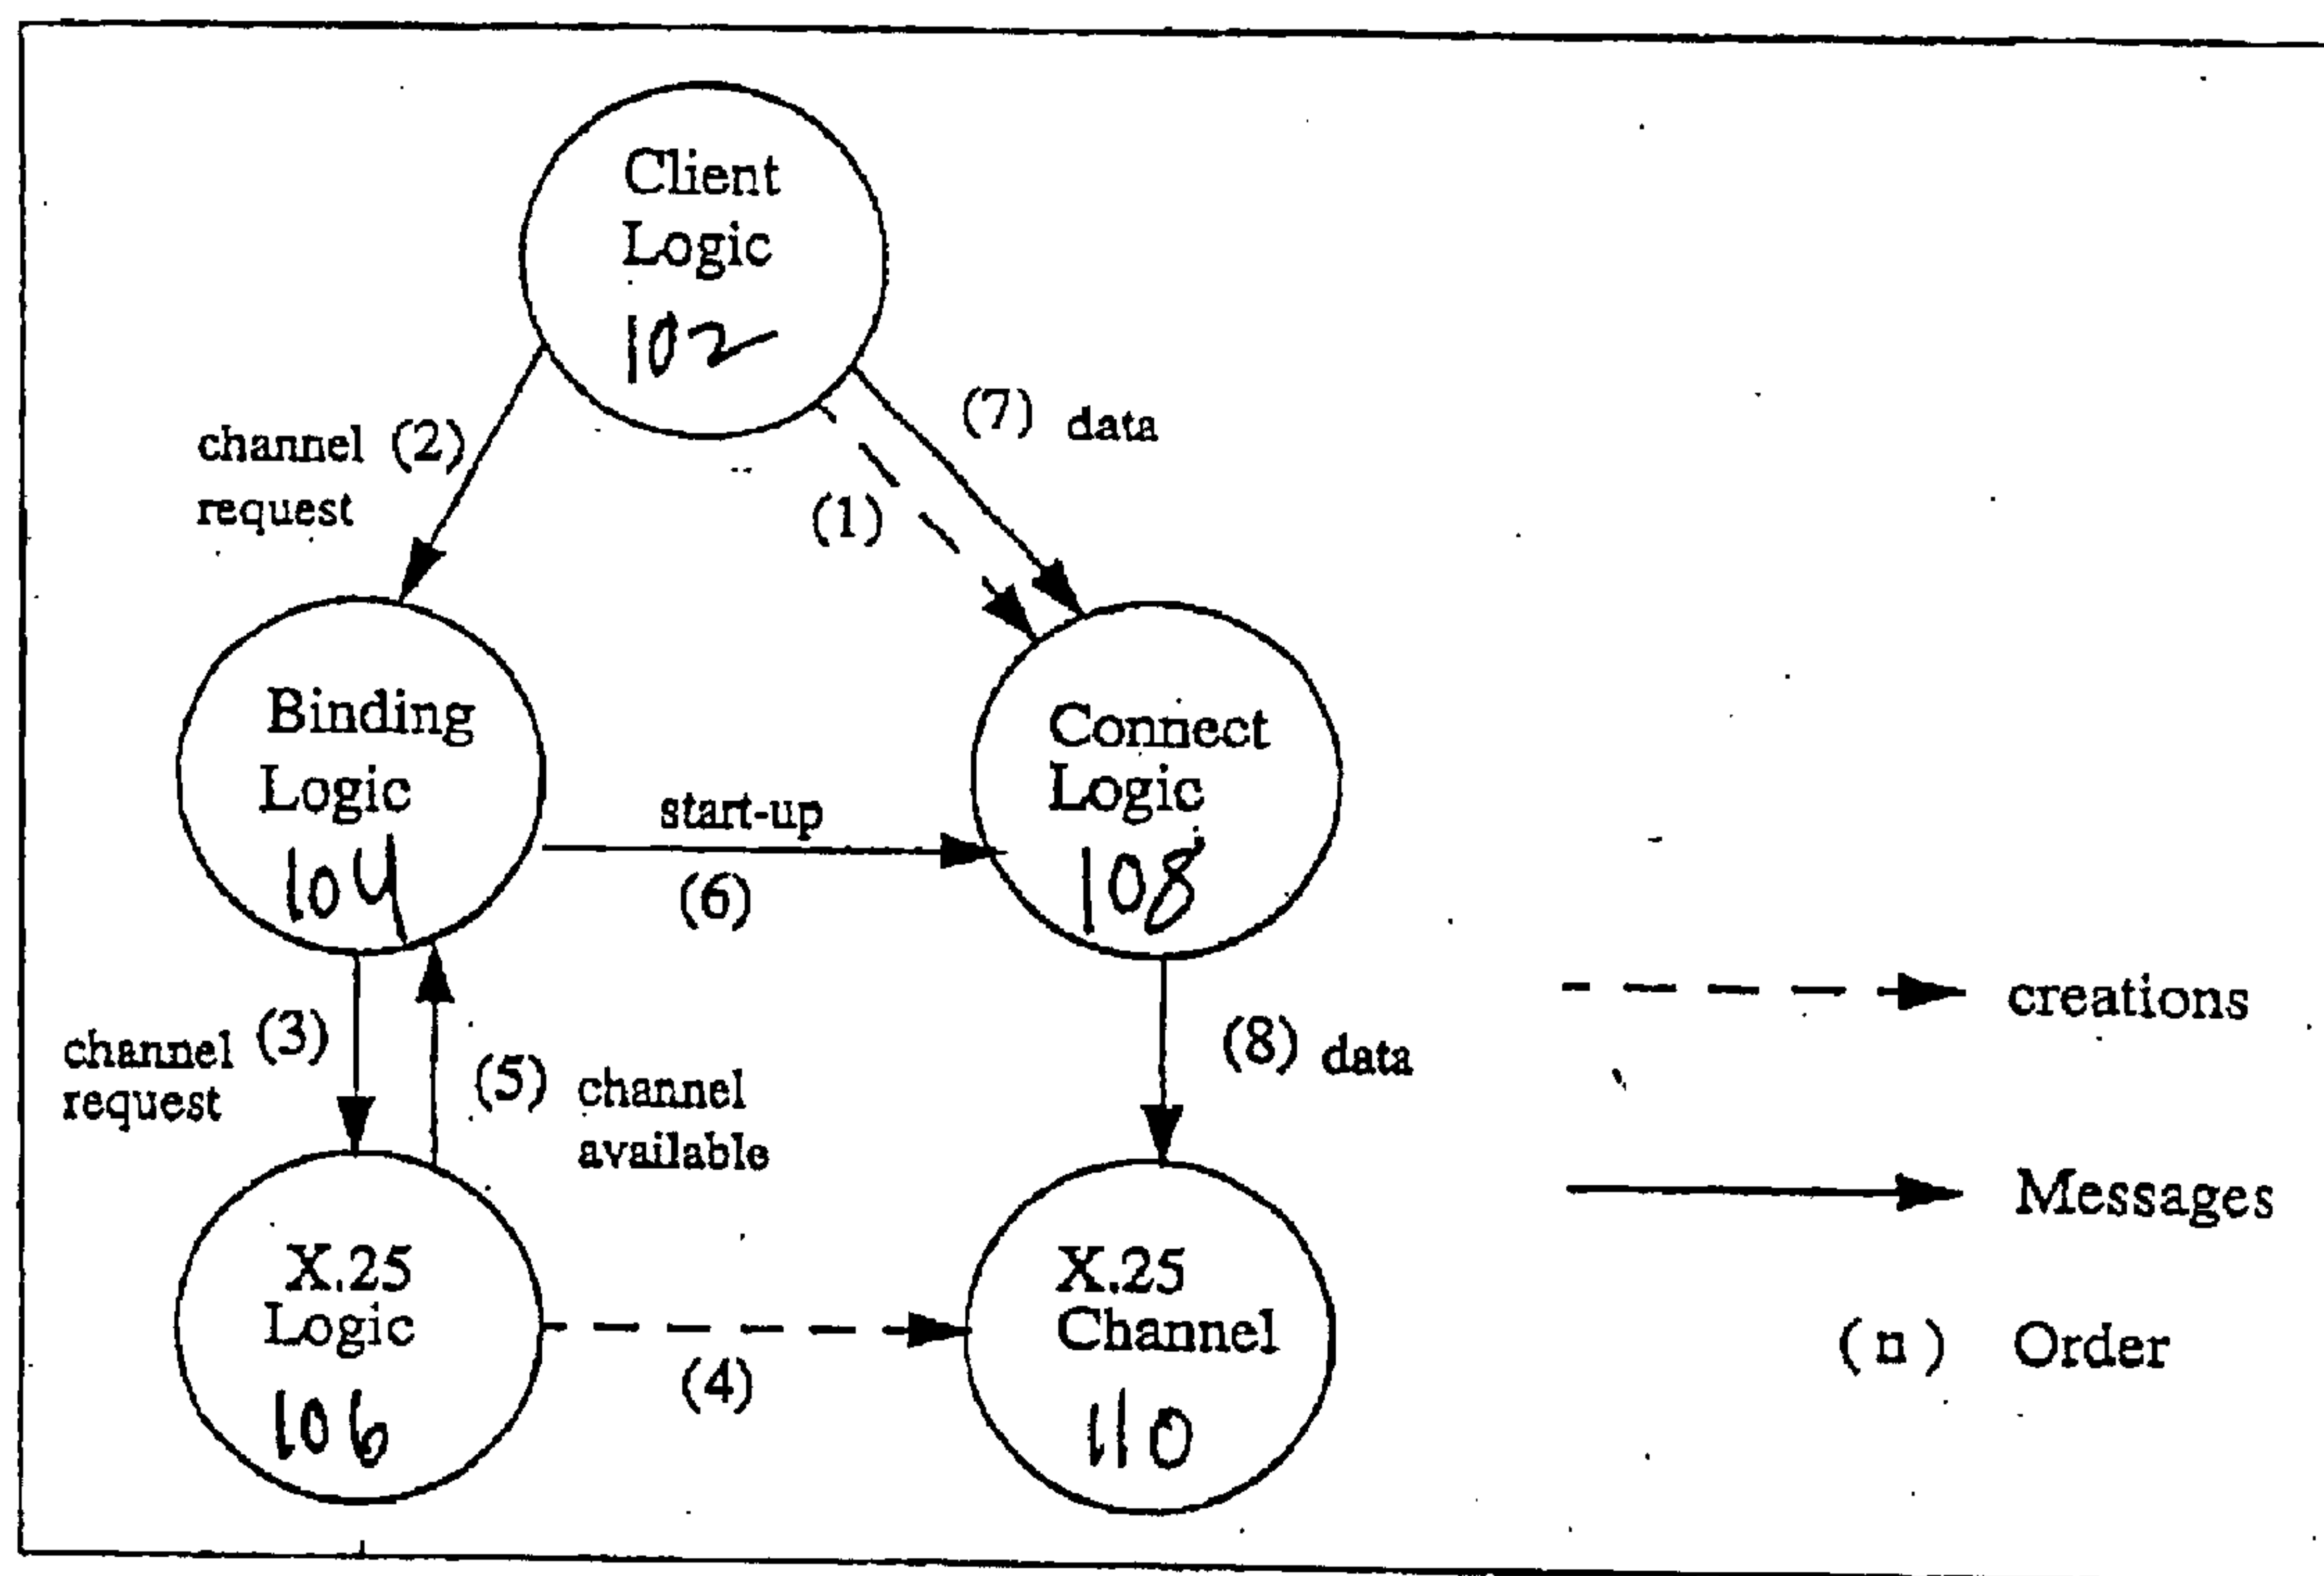 Client
Logic
102
channel (2)
request
(7) data
(1)
Binding
Logic
104
start-up
(6)
Connect
Logic
108
channel (3)
request
(5) channel
available
(8) data
X.25
Logic
106
(4)
X.25
Channel
110
creations
Messages
(n) Order